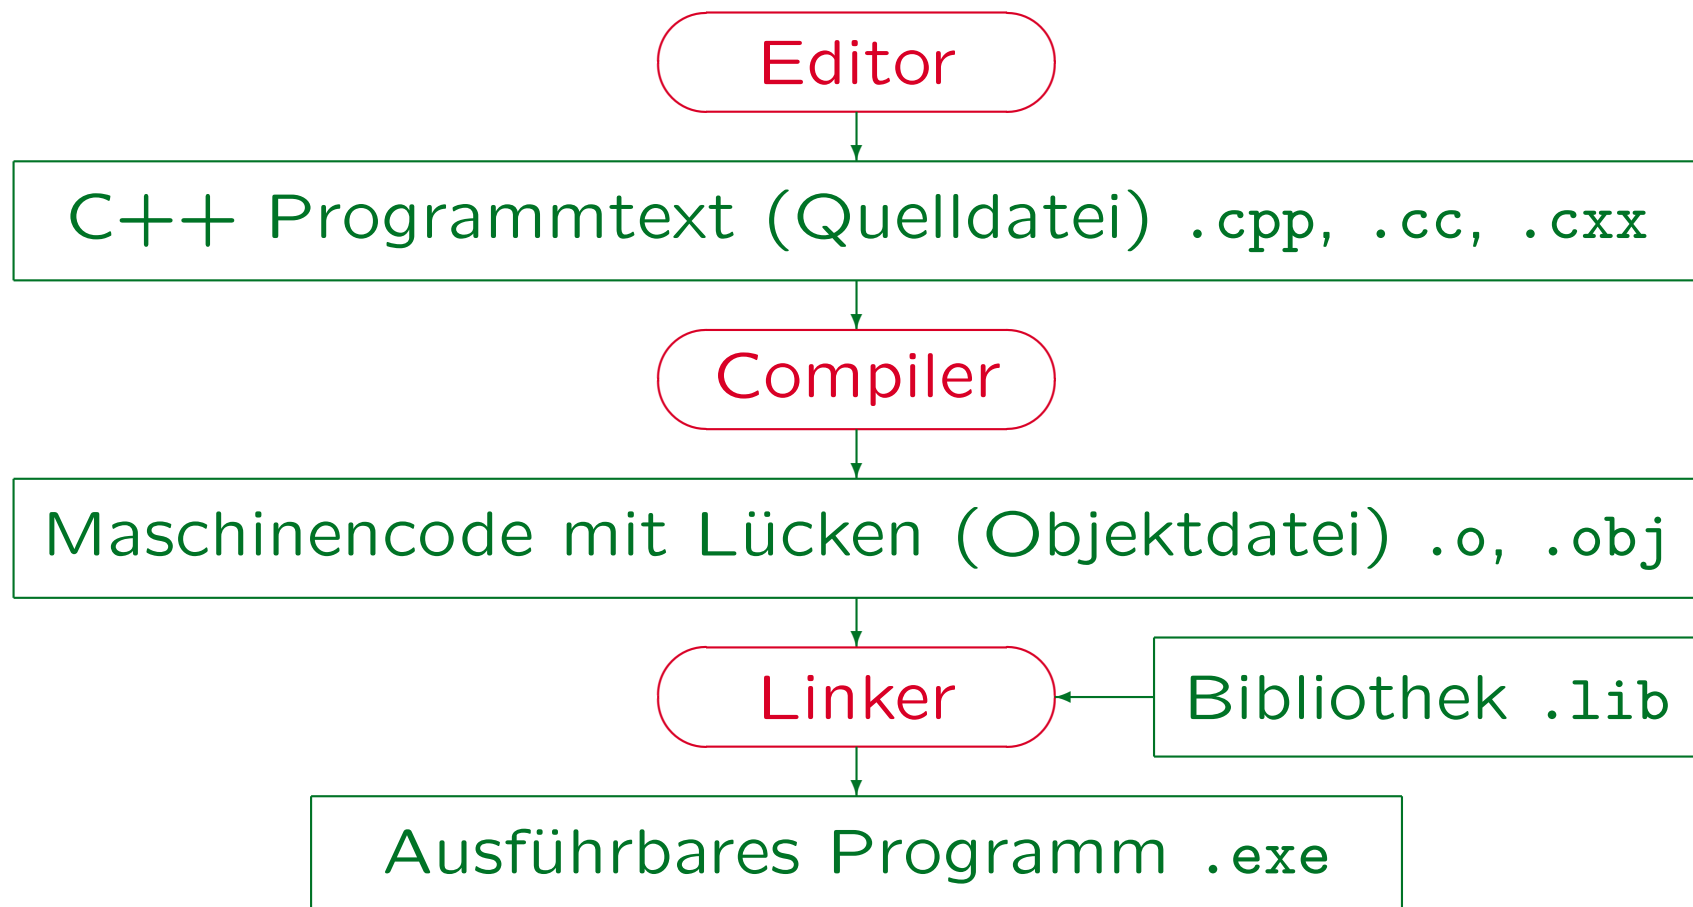 Editor
C++ Programmtext (Quelldatei) .cpp, .cc, .cxx
Compiler
Maschinencode mit Lücken (Objektdatei) .o, .obj
Linker
Bibliothek .lib
Ausführbares Programm .exe